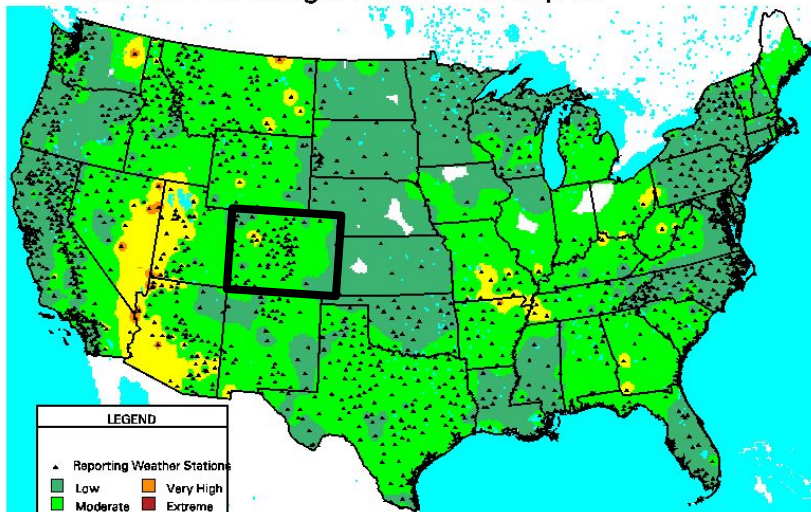 LEGEND
Reporting Weather Stations
Low
Very High
Moderate
Extreme